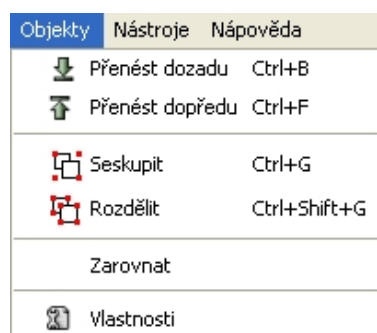 Objekty Nástroje Nápověda
Přenést dozadu Ctrl+B
Přenést dopředu Ctrl+F
Seskupit Ctrl+G
Rozdělit Ctrl+Shift+G
Zarovnat
Vlastnosti